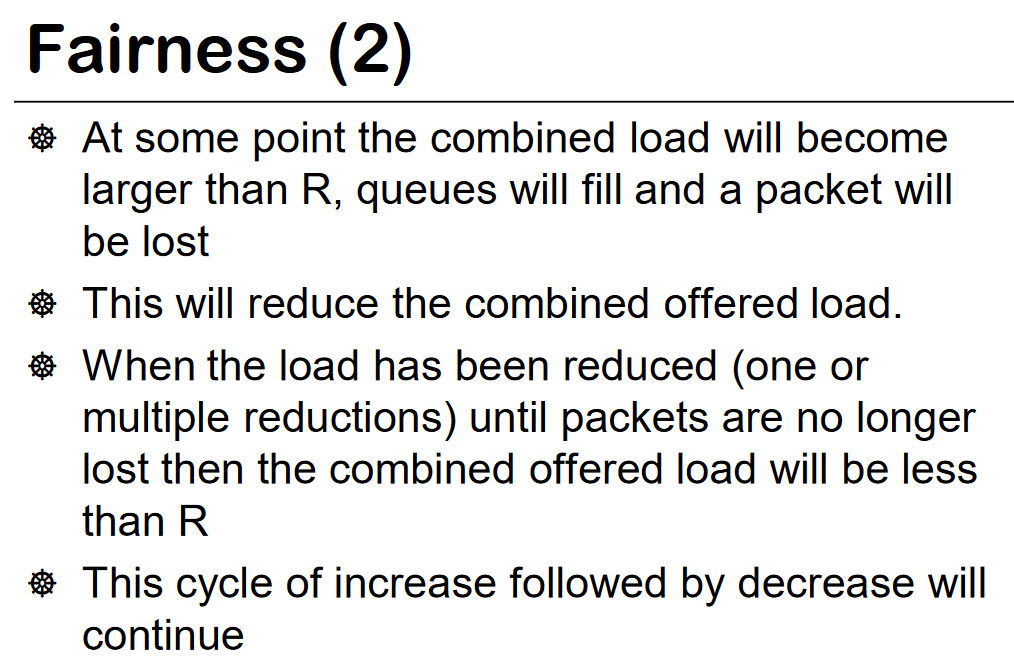 Fairness (2)
At some point the combined load will become
larger than R, queues will fill and a packet will
be lost
This will reduce the combined offered load.
When the load has been reduced (one or
multiple reductions) until packets are no longer
lost then the combined offered load will be less
than R
This cycle of increase followed by decrease will
continue